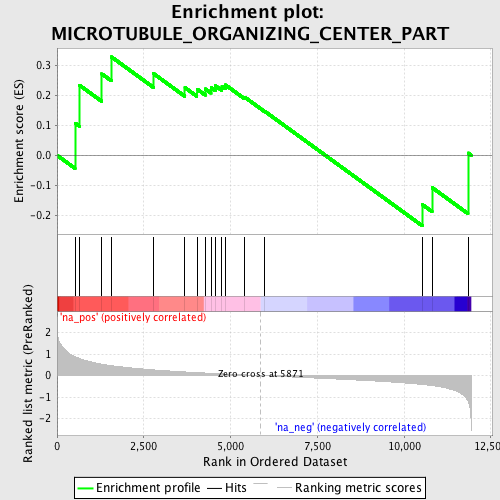 Enrichment plot:
MICROTUBULE_ORGANIZING_CENTER_PART
Enrichment score (ES)
0.3
0.2
0.1
0.0
-0.1
-0.2
'na_pos' (positively correlated)
Ranked list metric (PreRanked)
2
1
0
-1
-2
Zero cross at 5871
'na_neg' (negatively correlated)
0
2,500
5,000
7,500
10,000
12,500
Rank in Ordered Dataset
Enrichment profile
Hits
Ranking metric scores